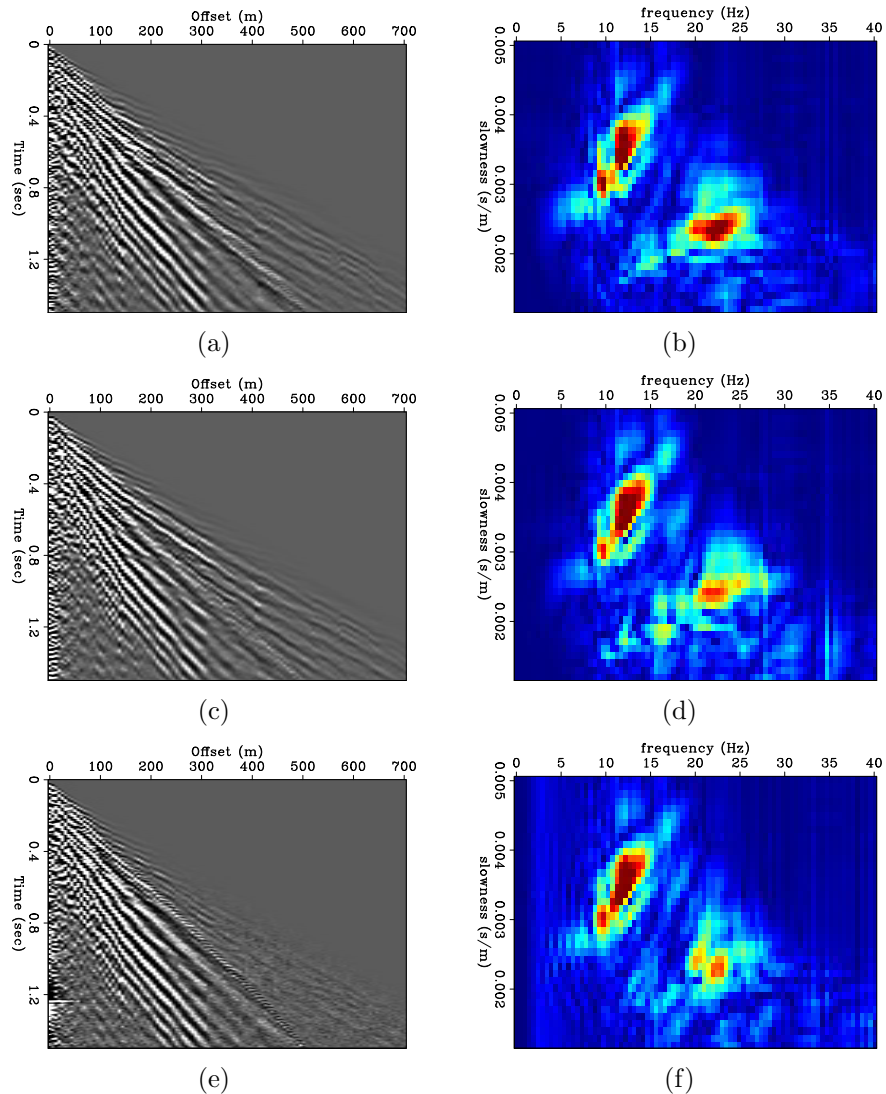 Offset (m)
0 100 200 300 400 500 600 700
Time (sec)
0 0.4 0.8 1.2
(a)
frequency (Hz)
0 5 10 15 20 25 30 35 40
slowness (s/m)
0.005 0.004 0.003 0.002
(b)
Offset (m)
0 100 200 300 400 500 600 700
Time (sec)
0 0.4 0.8 1.2
(c)
frequency (Hz)
0 5 10 15 20 25 30 35 40
slowness (s/m)
0.005 0.004 0.003 0.002
(d)
Offset (m)
0 100 200 300 400 500 600 700
Time (sec)
0 0.4 0.8 1.2
(e)
frequency (Hz)
0 5 10 15 20 25 30 35 40
slowness (s/m)
0.005 0.004 0.003 0.002
(f)